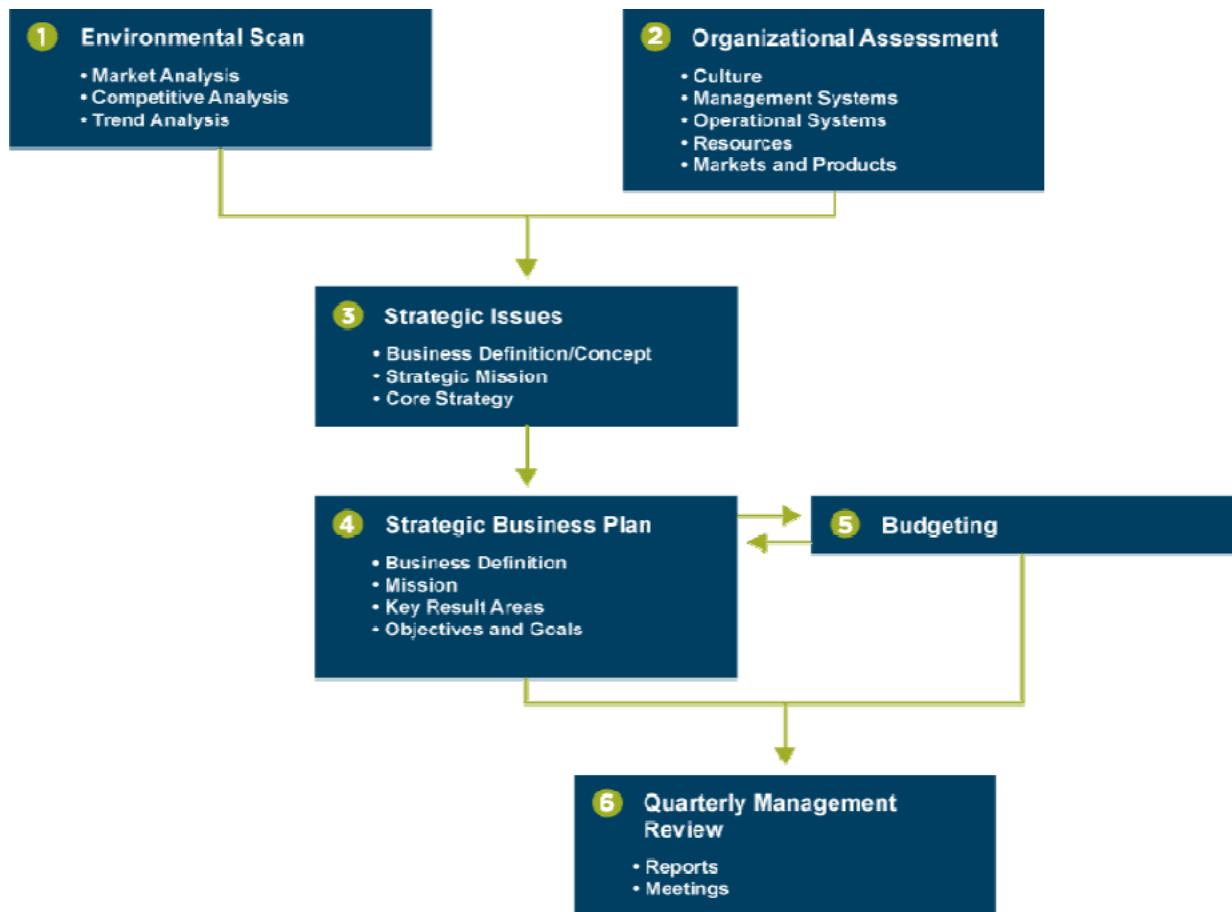 1 Environmental Scan
• Market Analysis
• Competitive Analysis
• Trend Analysis
2 Organizational Assessment
• Culture
• Management Systems
• Operational Systems
• Resources
• Markets and Products
3 Strategic Issues
• Business Definition/Concept
• Strategic Mission
• Core Strategy
4 Strategic Business Plan
• Business Definition
• Mission
• Key Result Areas
• Objectives and Goals
5 Budgeting
6 Quarterly Management
Review
• Reports
• Meetings